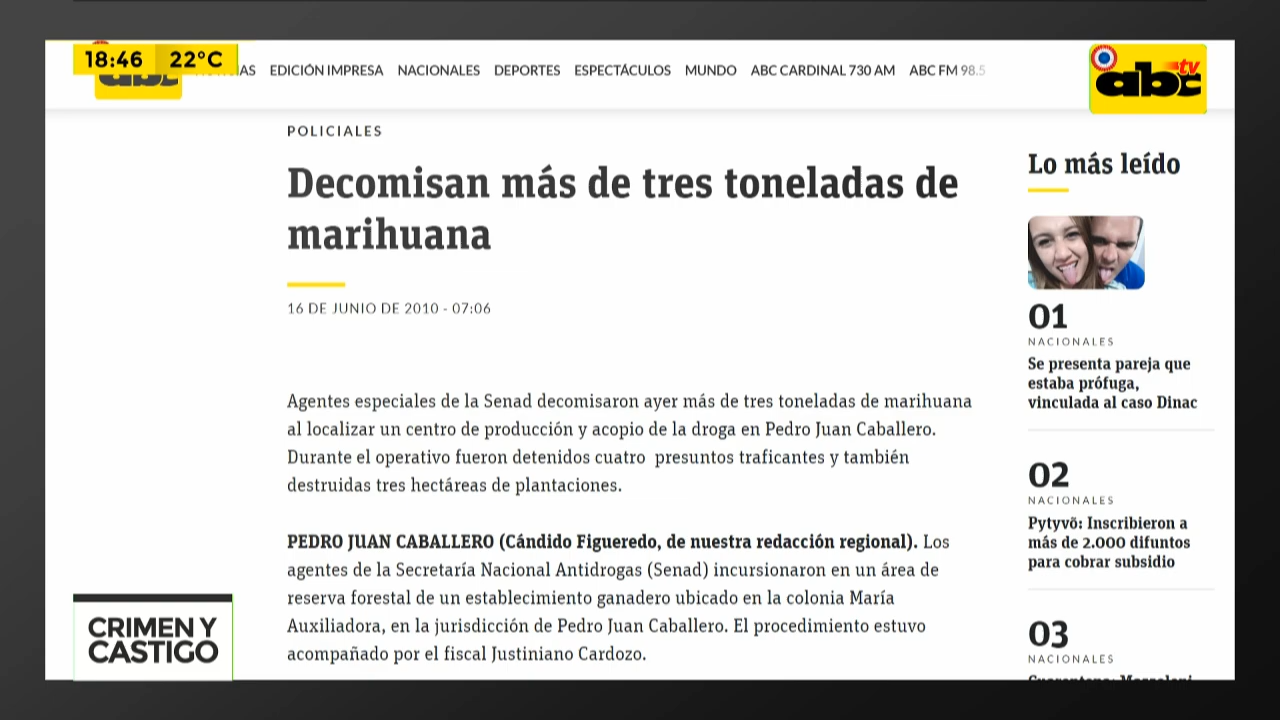 18:46 22°C
abc
AS EDICIÓN IMPRESA NACIONALES DEPORTES ESPECTÁCULOS MUNDO ABC CARDINAL 730 AM ABC FM 98.5
abc tv
POLICIALES
Decomisan más de tres toneladas de
marihuana
16 DE JUNIO DE 2010 - 07:06
Agentes especiales de la Senad decomisaron ayer más de tres toneladas de marihuana
al localizar un centro de producción y acopio de la droga en Pedro Juan Caballero.
Durante el operativo fueron detenidos cuatro presuntos traficantes y también
destruidas tres hectáreas de plantaciones.
PEDRO JUAN CABALLERO (Cándido Figueredo, de nuestra redacción regional). Los
agentes de la Secretaría Nacional Antidrogas (Senad) incursionaron en un área de
reserva forestal de un establecimiento ganadero ubicado en la colonia María
Auxiliadora, en la jurisdicción de Pedro Juan Caballero. El procedimiento estuvo
acompañado por el fiscal Justiniano Cardozo.
Lo más leído
01
NACIONALES
Se presenta pareja que
estaba prófuga,
vinculada al caso Dinac
02
NACIONALES
Pytyvõ: Inscribieron a
más de 2.000 difuntos
para cobrar subsidio
03
NACIONALES
CRIMEN Y
CASTIGO